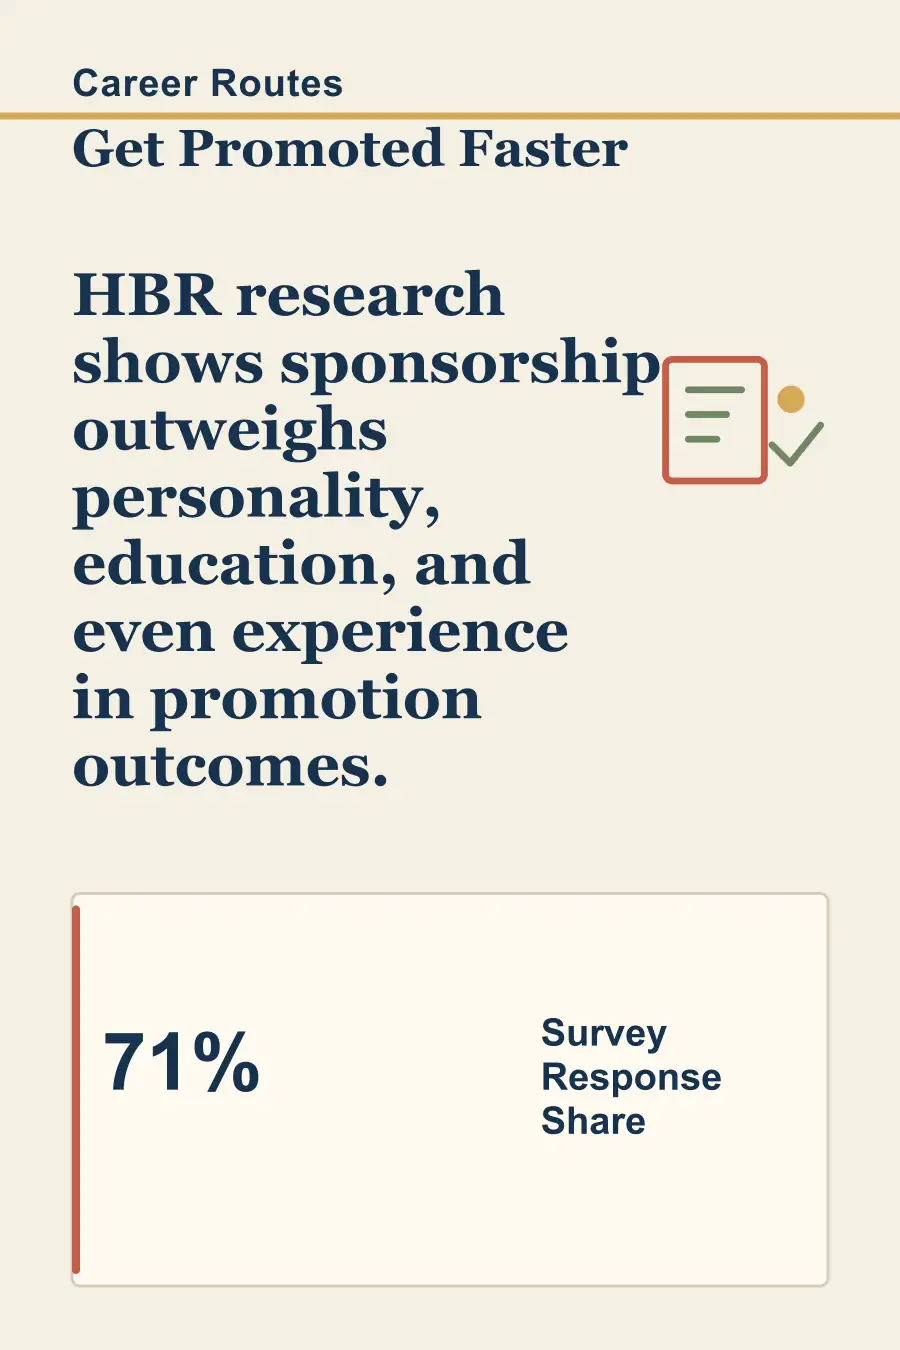 Career Routes
Get Promoted Faster
HBR research
shows sponsorship
outweighs
personality,
education, and
even experience
in promotion
outcomes.
71%
Survey
Response
Share